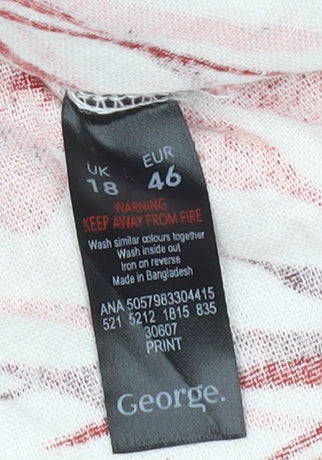 UK EUR
18 46
WARNING
KEEP AWAY FROM FIRE
Wash similar colours together
Wash inside out
Iron on reverse
Made in Bangladesh
ANA 5057983304415
521 5212 1815 835
30607
PRINT
George.